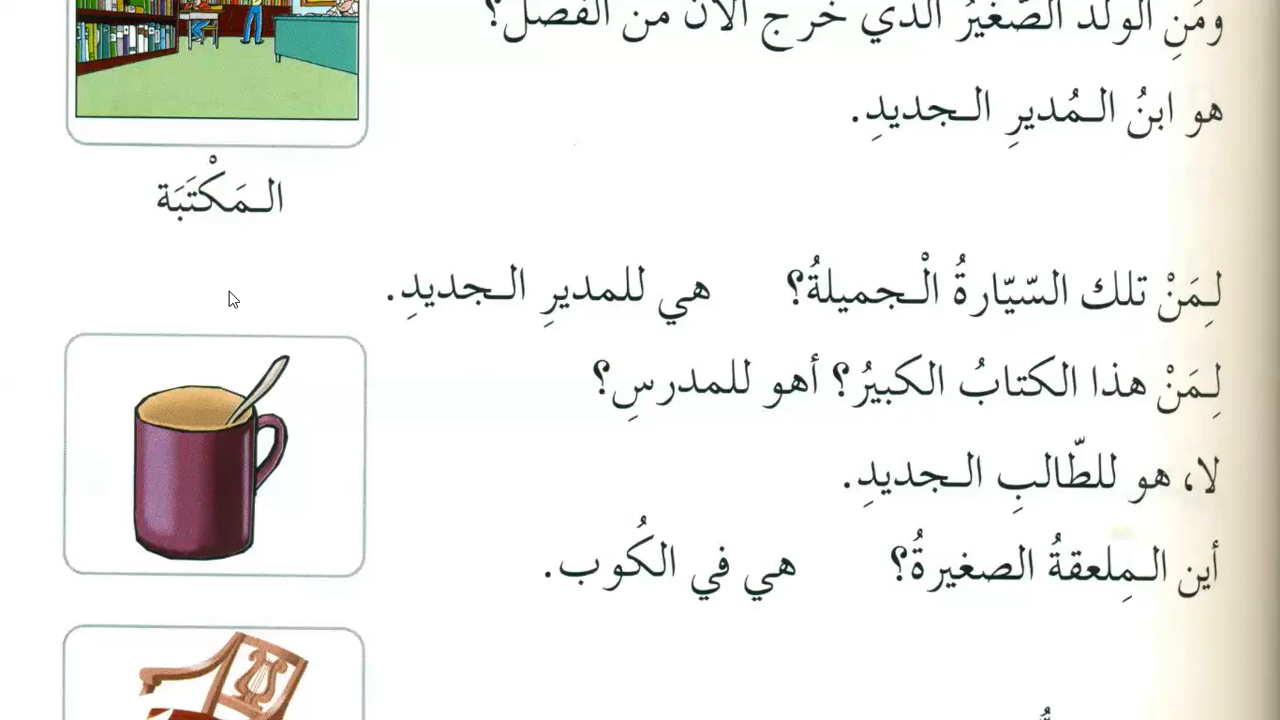 ومَنِ الولد الصّغيرُ الذي خرج الآن من الفصل؟
هو ابنُ الـمُديرِ الـجديدِ.
الـمَكْتَبَة
لِـمَنْ تلك السّيّارةُ الْـجميلةُ؟ هي للمديرِ الـجديدِ.
لِـمَنْ هذا الكتابُ الكبيرُ؟ أهو للمدرسِ؟
لا، هو للطّالبِ الـجديدِ.
أين الـمِلعقةُ الصغيرةُ؟ هي في الكُوب.